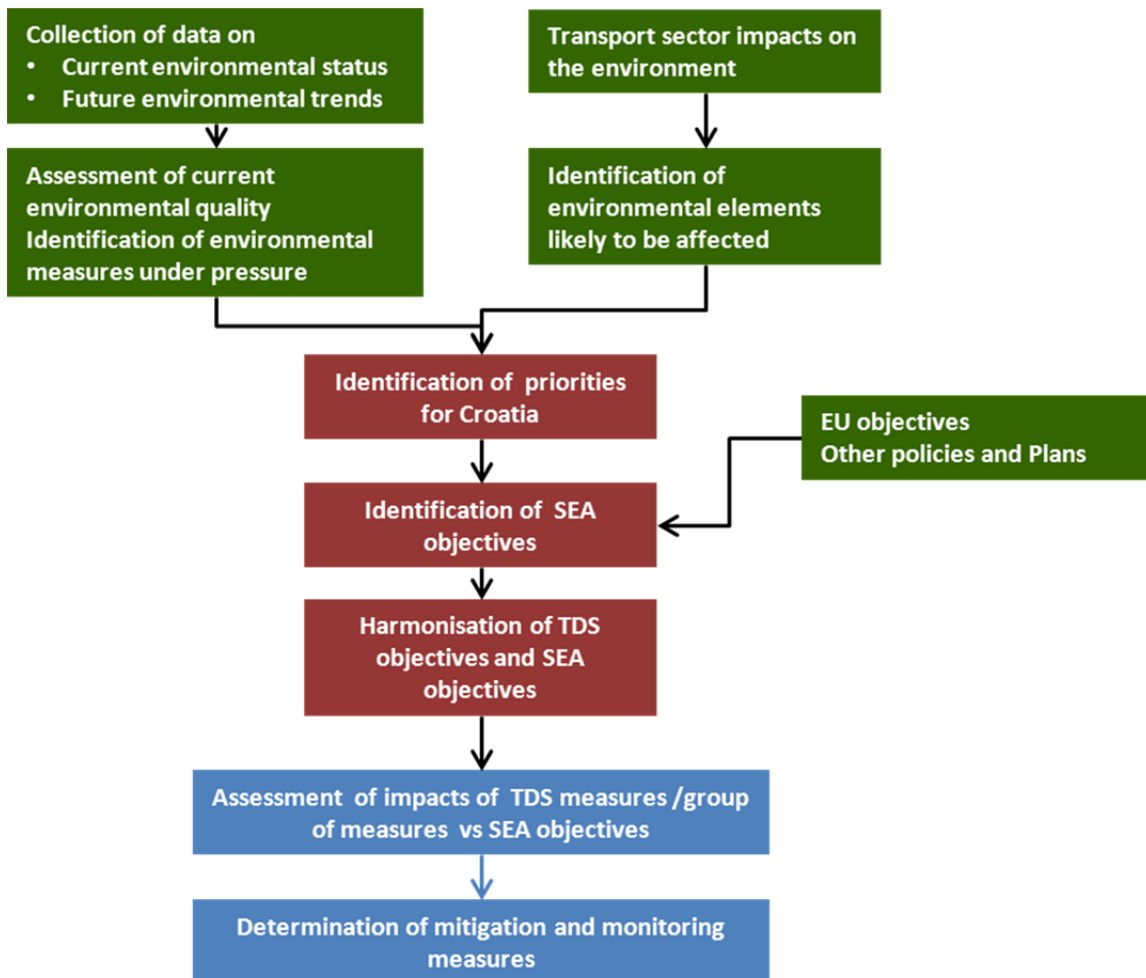 Collection of data on
• Current environmental status
• Future environmental trends
Transport sector impacts on
the environment
Assessment of current
environmental quality
Identification of environmental
measures under pressure
Identification of
environmental elements
likely to be affected
Identification of priorities
for Croatia
EU objectives
Other policies and Plans
Identification of SEA
objectives
Harmonisation of TDS
objectives and SEA
objectives
Assessment of impacts of TDS measures /group
of measures vs SEA objectives
Determination of mitigation and monitoring
measures